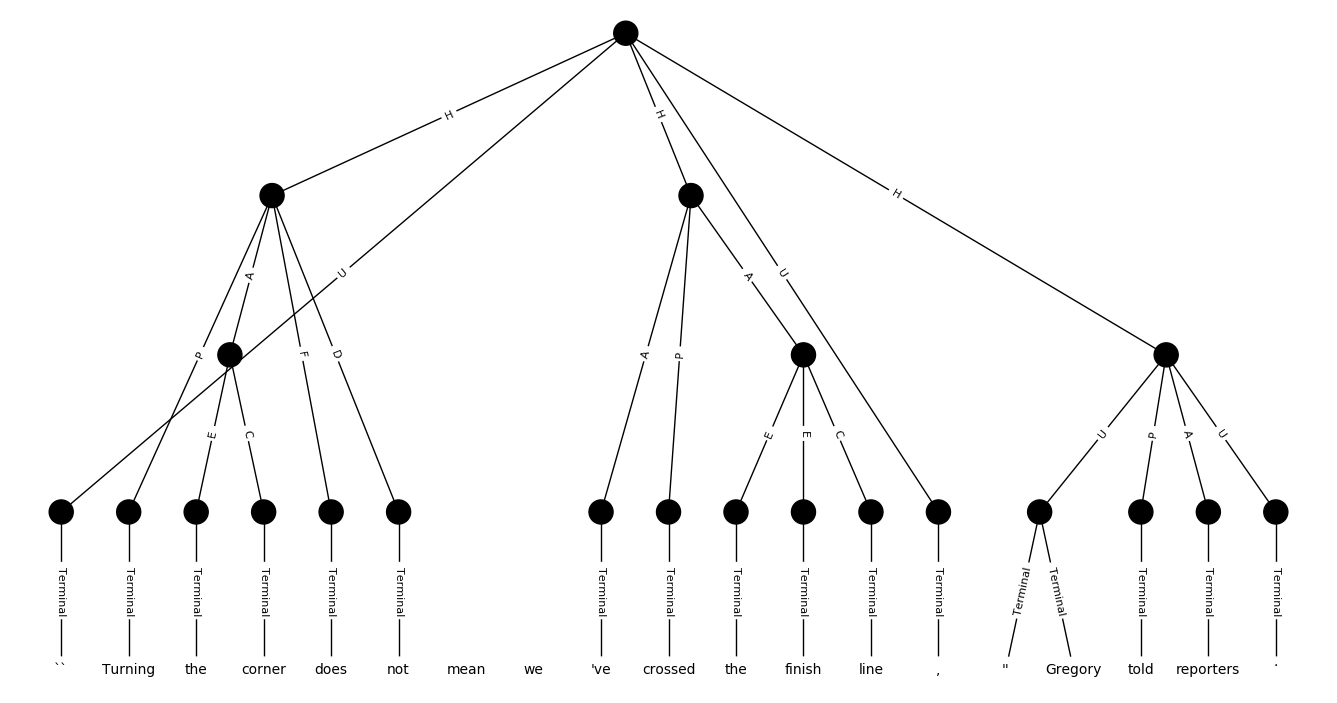 H
H
H
U
A
U
A
P
F
D
A
P
E
C
E
E
C
U
P
A
U
Terminal Terminal Terminal Terminal Terminal Terminal Terminal Terminal Terminal Terminal Terminal Terminal Terminal Terminal Terminal Terminal Terminal
`` Turning the corner does not mean we 've crossed the finish line , " Gregory told reporters .